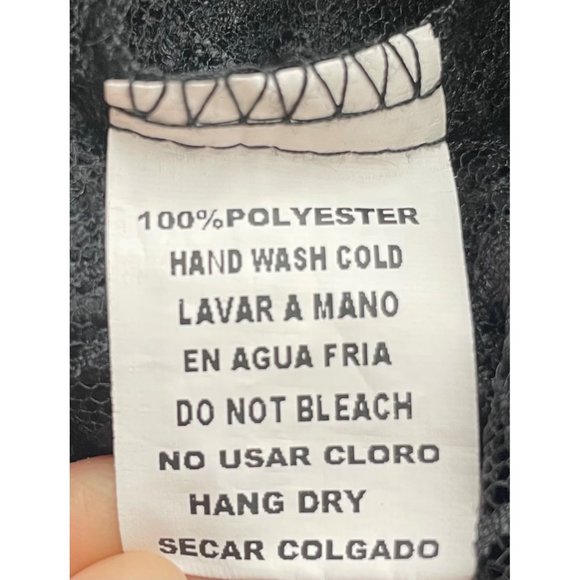 100%POLYESTER
HAND WASH COLD
LAVAR A MANO
EN AGUA FRIA
DO NOT BLEACH
NO USAR CLORO
HANG DRY
SECAR COLGADO